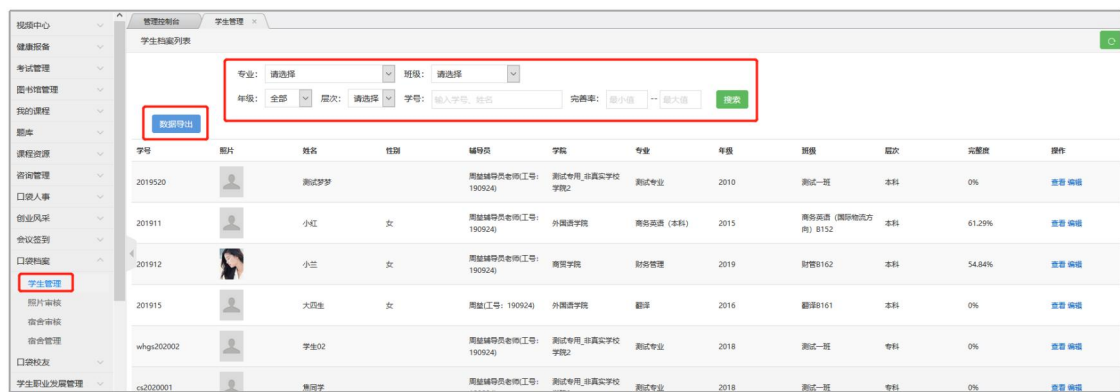 视频中心
健康报备
考试管理
图书馆管理
我的课程
题库
课程资源
咨询管理
口袋人事
创业风采
会议签到
口袋档案
学生管理
照片审核
宿舍审核
宿舍管理
口袋校友
学生职业发展管理
管理控制台 学生管理 ×
学生档案列表
专业: 请选择 班级: 请选择
年级: 全部 层次: 请选择 学号: 输入学号、姓名 完善率: 最小值 -- 最大值 搜索
数据导出
学号 照片 姓名 性别 辅导员 学院 专业 年级 班级 层次 完整度 操作
2019520 测试梦梦 周堃辅导员老师(工号: 测试专用_非真实学校 测试专业 2010 测试一班 本科 0% 查看 编辑
190924) 学院2
201911 小红 女 周堃辅导员老师(工号: 外国语学院 商务英语(本科) 2015 商务英语(国际物流方 本科 61.29% 查看 编辑
190924) 向)B152
201912 小兰 女 周堃辅导员老师(工号: 商贸学院 财务管理 2019 财管B162 本科 54.84% 查看 编辑
190924)
201915 大四生 女 周堃(工号: 190924) 外国语学院 翻译 2016 翻译B161 本科 0% 查看 编辑
whgs202002 学生02 周堃辅导员老师(工号: 测试专用_非真实学校 测试专业 2018 测试一班 专科 0% 查看 编辑
190924) 学院2
cs2020001 焦同学 周堃辅导员老师(工号: 测试专用_非真实学校 测试专业 2018 测试一班 专科 0% 查看 编辑